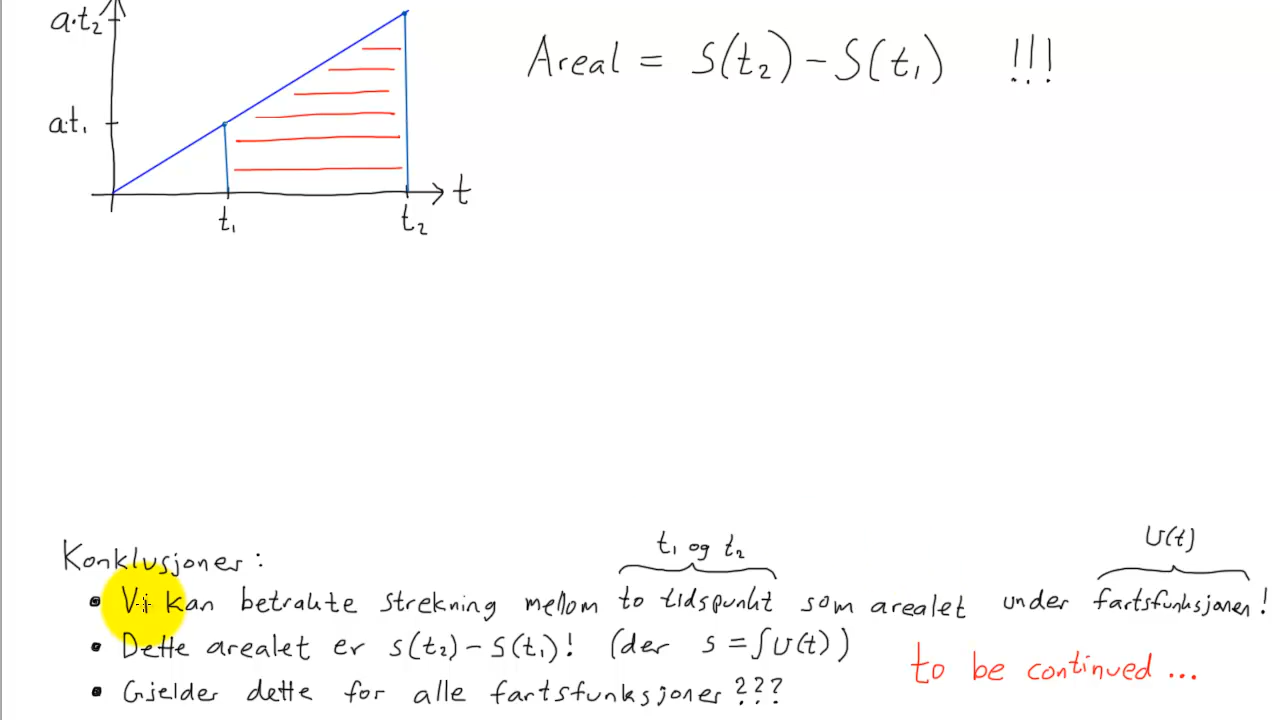 a·t₂
Areal = S(t₂) - S(t₁) !!!
a·t₁
t
t₁ t₂
t₁ og t₂ v(t)
Konklusjoner:
• Vi kan betrakte strekning mellom to tidspunkt som arealet under fartsfunksjonen!
• Dette arealet er s(t₂) - s(t₁)! (der s = ∫v(t))
to be continued...
• Gjelder dette for alle fartsfunksjoner???